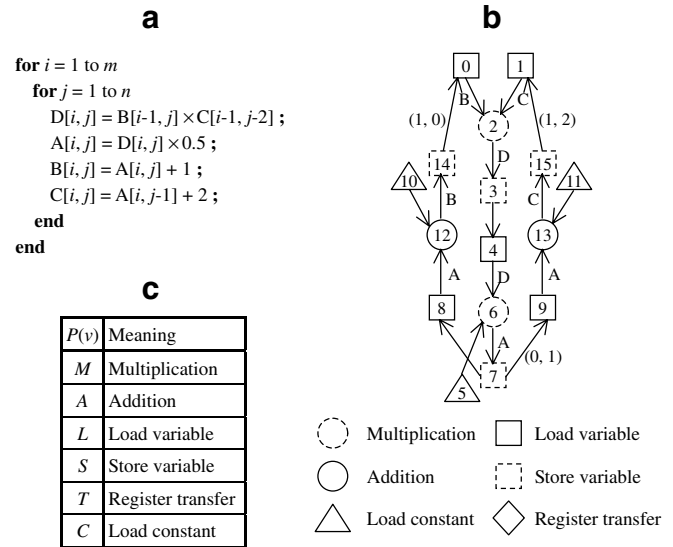 a
for i = 1 to m
for j = 1 to n
D[i, j] = B[i-1, j] × C[i-1, j-2] ;
A[i, j] = D[i, j] × 0.5 ;
B[i, j] = A[i, j] + 1 ;
C[i, j] = A[i, j-1] + 2 ;
end
end
b
0 1
B C
2
(1, 0) (1, 2)
D
14 3 15
10 11
B C
12 4 13
A D A
8 6 9
A
(0, 1)
7
5
Multiplication Load variable
Addition Store variable
Load constant Register transfer
c
P(v) Meaning
M Multiplication
A Addition
L Load variable
S Store variable
T Register transfer
C Load constant